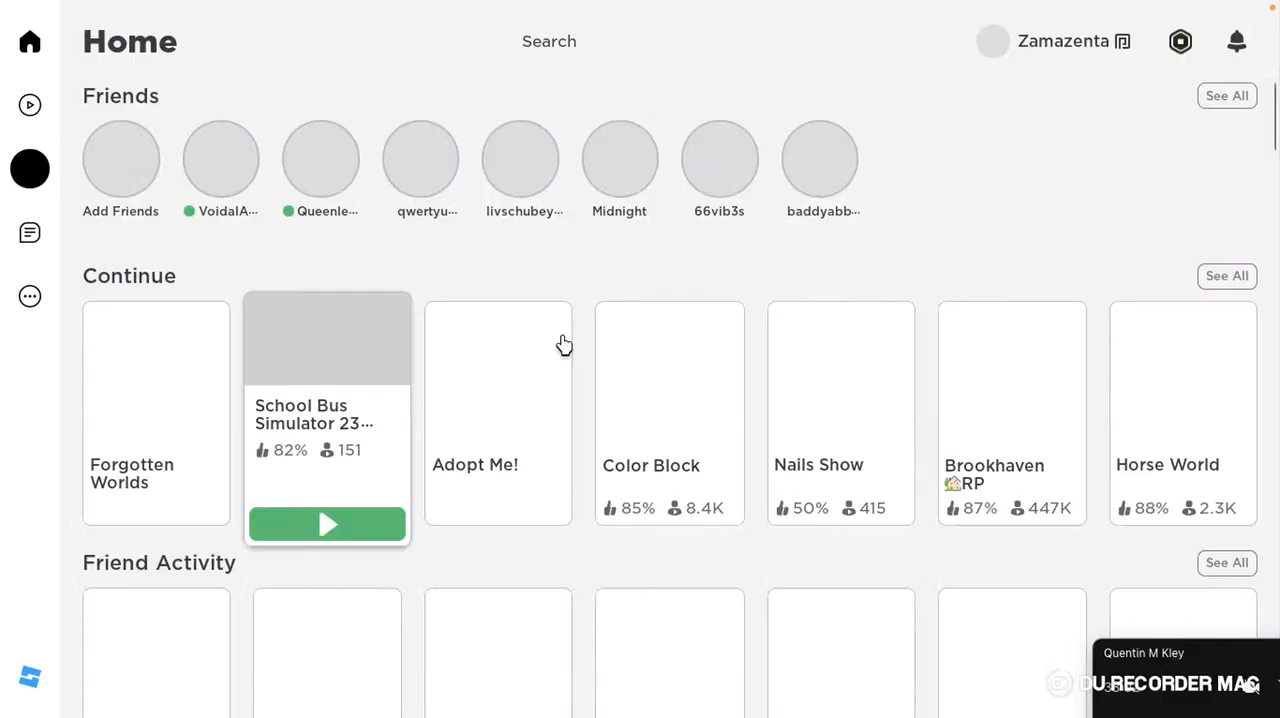 Home
Search
Zamazenta
Friends
See All
Add Friends
VoidalA...
Queenle...
qwertyu...
livschubey...
Midnight
66vib3s
baddyabb...
Continue
See All
Forgotten
Worlds
School Bus
Simulator 23...
82% 151
Adopt Me!
Color Block
85% 8.4K
Nails Show
50% 415
Brookhaven
🏡RP
87% 447K
Horse World
88% 2.3K
Friend Activity
See All
Quentin M Kley
DU RECORDER MAC